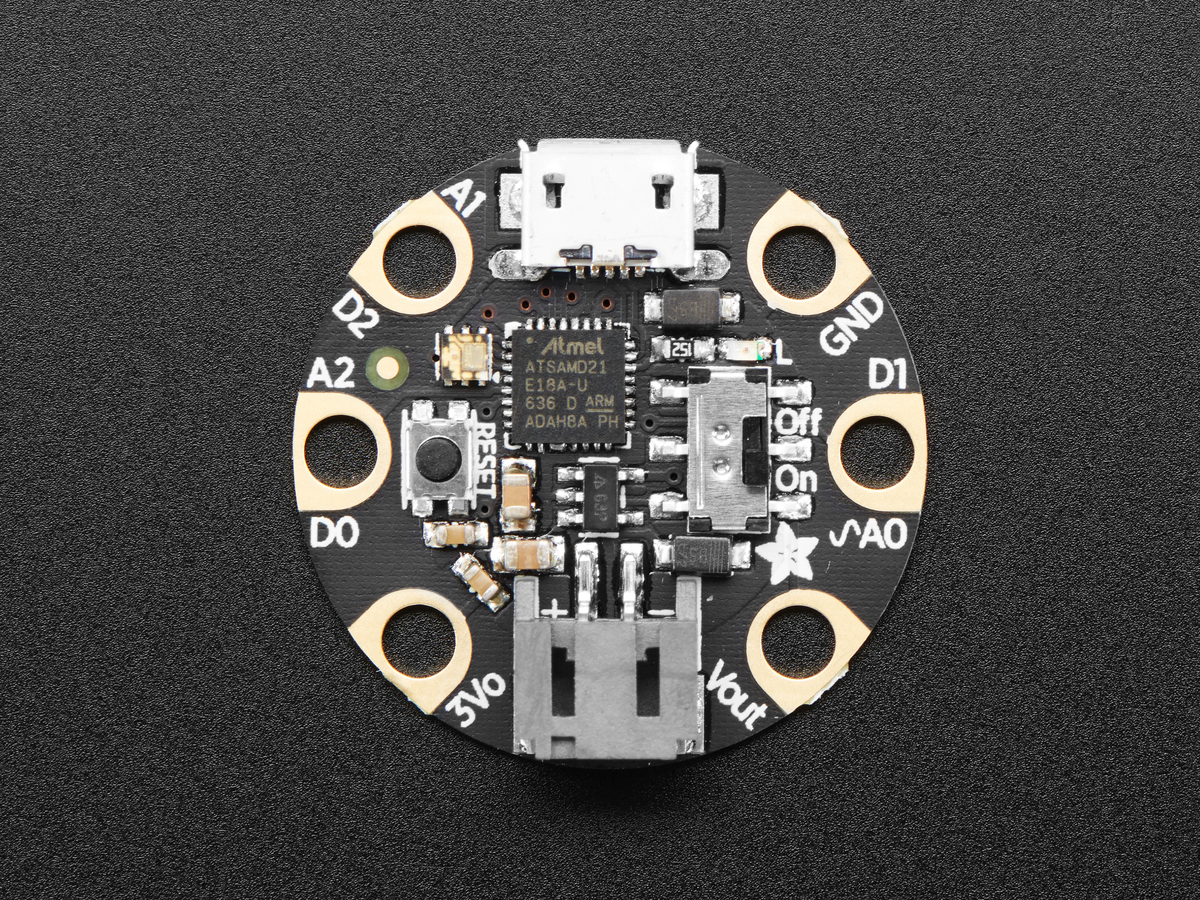 A1
D2
GND
A2
D1
L
Atmel
ATSAMD21
E18A-U
636 D ARM
ADAH8A PH
151
Off
On
RESET
D0
A0
+
-
3Vo
Vout